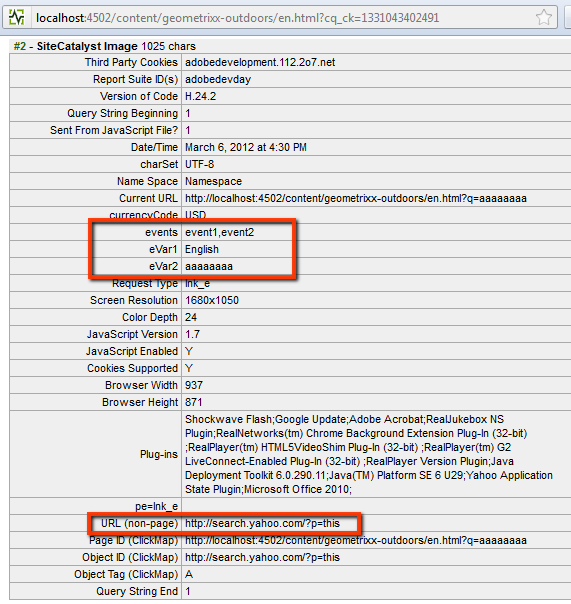 localhost:4502/content/geometrixx-outdoors/en.html?cq_ck=1331043402491
#2 - SiteCatalyst Image 1025 chars
Third Party Cookies adobedevelopment.112.2o7.net
Report Suite ID(s) adobedevday
Version of Code H.24.2
Query String Beginning 1
Sent From JavaScript File? 1
Date/Time March 6, 2012 at 4:30 PM
charSet UTF-8
Name Space Namespace
Current URL http://localhost:4502/content/geometrixx-outdoors/en.html?q=aaaaaaaa
currencyCode USD
events event1,event2
eVar1 English
eVar2 aaaaaaaa
Request Type lnk_e
Screen Resolution 1680x1050
Color Depth 24
JavaScript Version 1.7
JavaScript Enabled Y
Cookies Supported Y
Browser Width 937
Browser Height 871
Shockwave Flash;Google Update;Adobe Acrobat;RealJukebox NS
Plugin;RealNetworks(tm) Chrome Background Extension Plug-In (32-bit)
;RealPlayer(tm) HTML5VideoShim Plug-In (32-bit) ;RealPlayer(tm) G2
Plug-ins LiveConnect-Enabled Plug-In (32-bit) ;RealPlayer Version Plugin;Java
Deployment Toolkit 6.0.290.11;Java(TM) Platform SE 6 U29;Yahoo Application
State Plugin;Microsoft Office 2010;
pe=lnk_e
URL (non-page) http://search.yahoo.com/?p=this
Page ID (ClickMap) http://localhost:4502/content/geometrixx-outdoors/en.html?q=aaaaaaaa
Object ID (ClickMap) http://search.yahoo.com/?p=this
Object Tag (ClickMap) A
Query String End 1